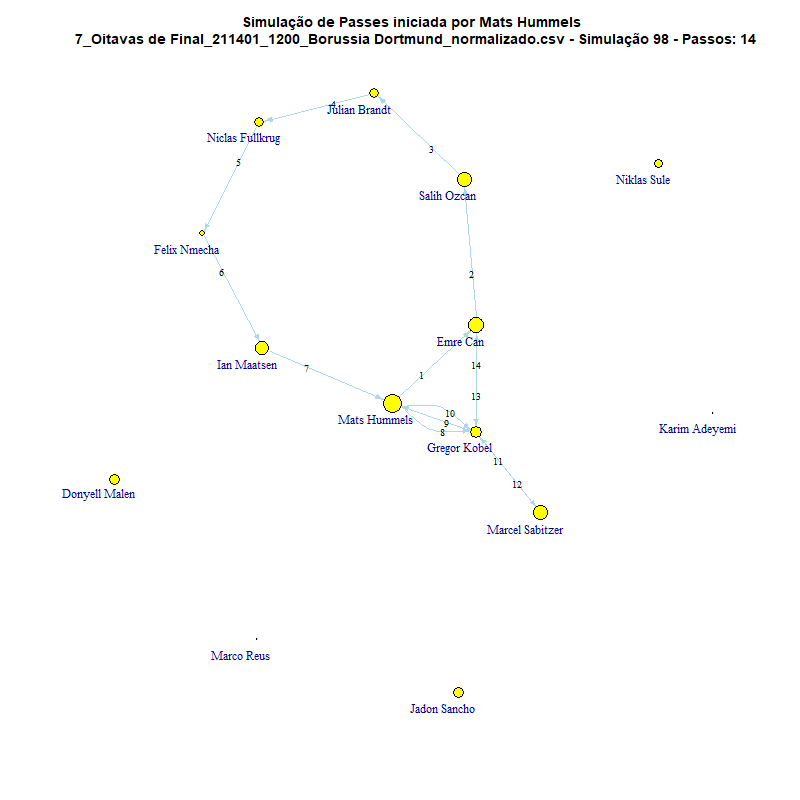 Simulação de Passes iniciada por Mats Hummels
7_Oitavas de Final_211401_1200_Borussia Dortmund_normalizado.csv - Simulação 98 - Passos: 14
4
Julian Brandt
Niclas Fullkrug
3
5
Niklas Sule
Salih Ozcan
Felix Nmecha
6
2
Emre Can
Ian Maatsen
7
14
1
13
10
Mats Hummels
9
8
Karim Adeyemi
Gregor Kobel
11
12
Donyell Malen
Marcel Sabitzer
Marco Reus
Jadon Sancho